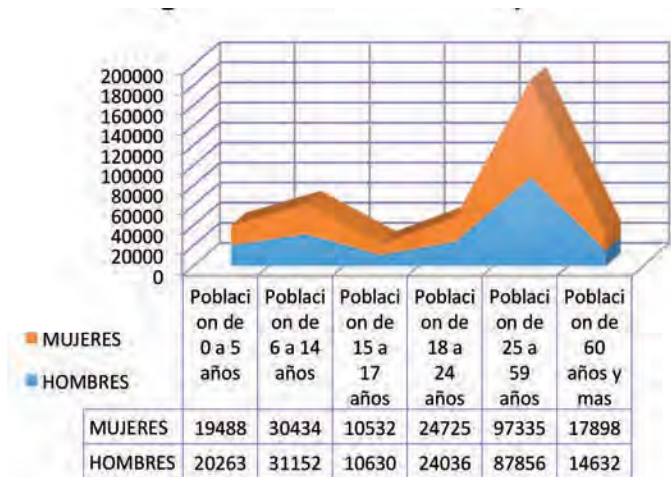 200000
180000
160000
140000
120000
100000
80000
60000
40000
20000
0
Poblaci on de 0 a 5 años
Poblaci on de 6 a 14 años
Poblaci on de 15 a 17 años
Poblaci on de 18 a 24 años
Poblaci on de 25 a 59 años
Poblaci on de 60 años y mas
MUJERES
HOMBRES
MUJERES 19488 30434 10532 24725 97335 17898
HOMBRES 20263 31152 10630 24036 87856 14632